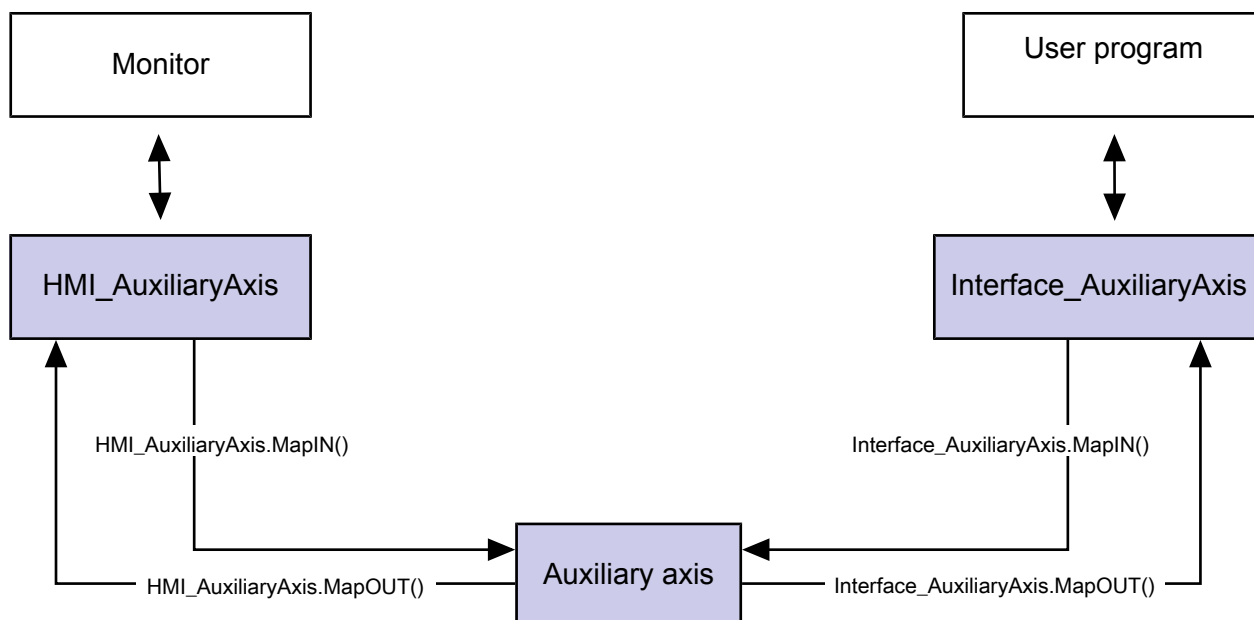 Monitor
User program
HMI_AuxiliaryAxis
Interface_AuxiliaryAxis
HMI_AuxiliaryAxis.MapIN()
Interface_AuxiliaryAxis.MapIN()
HMI_AuxiliaryAxis.MapOUT()
Auxiliary axis
Interface_AuxiliaryAxis.MapOUT()